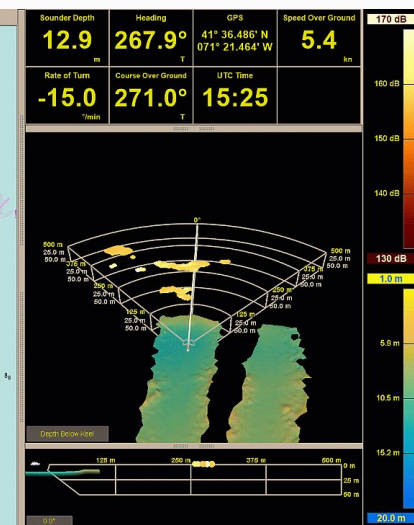 Sounder Depth
12.9
m
Heading
267.9°
T
GPS
41° 36.486' N
071° 21.464' W
Speed Over Ground
5.4
kn
Rate of Turn
-15.0
°/min
Course Over Ground
271.0°
T
UTC Time
15:25
170 dB
160 dB
150 dB
140 dB
130 dB
1.0 m
5.8 m
10.5 m
15.2 m
20.0 m
0°
500 m
25.0 m
50.0 m
500 m
25.0 m
50.0 m
375 m
25.0 m
50.0 m
375 m
25.0 m
50.0 m
250 m
25.0 m
50.0 m
250 m
25.0 m
50.0 m
125 m
25.0 m
50.0 m
125 m
25.0 m
50.0 m
Depth Below Keel
125 m
250 m
375 m
500 m
0 m
25 m
50 m
0.0°